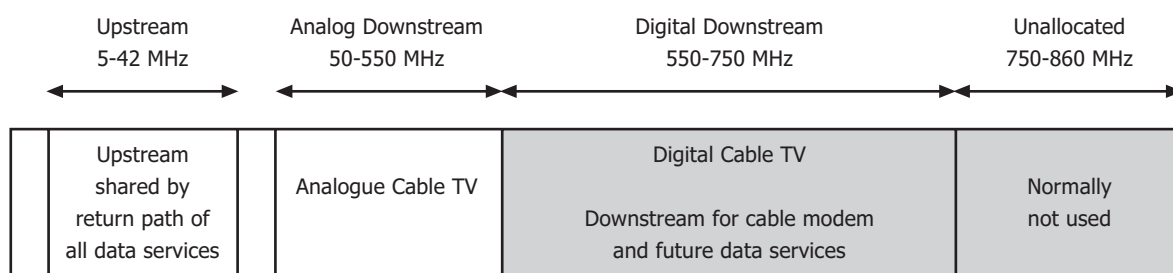 Upstream
5-42 MHz
Analog Downstream
50-550 MHz
Digital Downstream
550-750 MHz
Unallocated
750-860 MHz
Upstream
shared by
return path of
all data services
Analogue Cable TV
Digital Cable TV
Downstream for cable modem
and future data services
Normally
not used